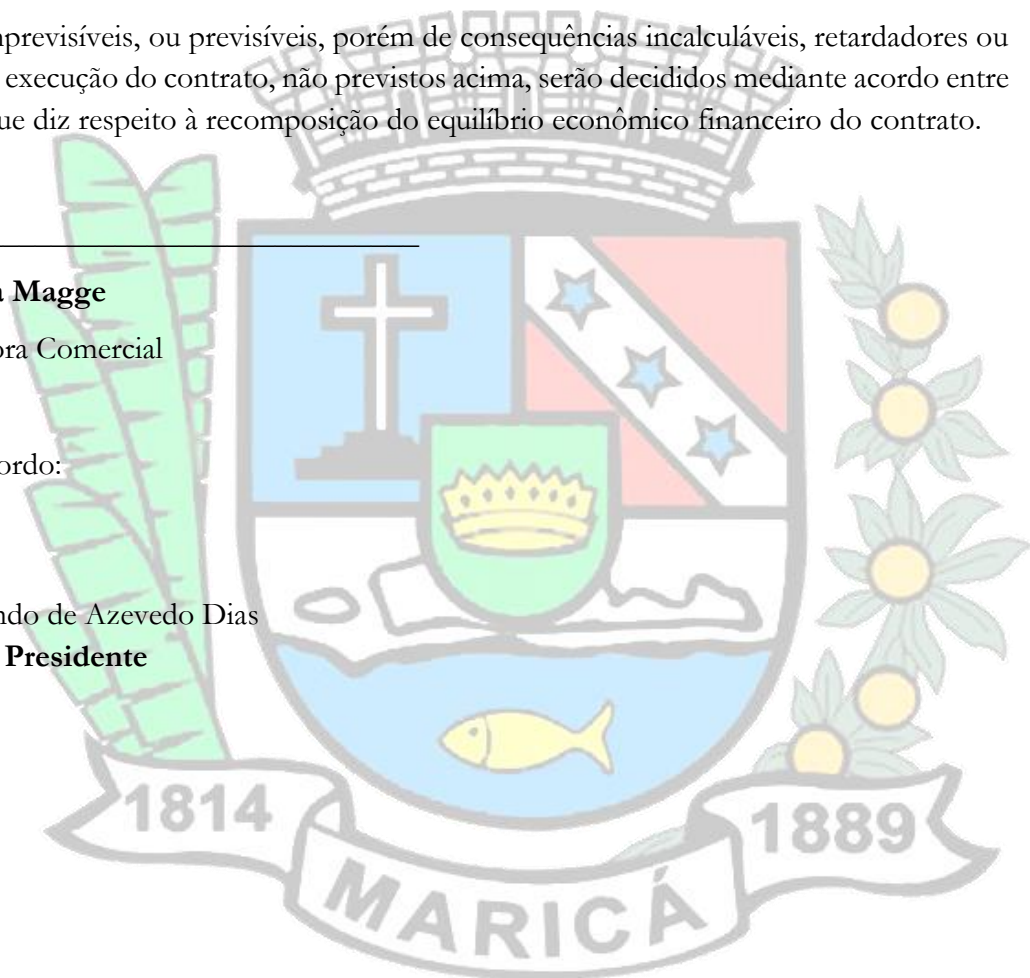 nprevisíveis, ou previsíveis, porém de consequências incalculáveis, retardadores ou
execução do contrato, não previstos acima, serão decididos mediante acordo entre
ue diz respeito à recomposição do equilíbrio econômico financeiro do contrato.
a Magge
ora Comercial
ordo:
ndo de Azevedo Dias
Presidente
1814
1889
MARICÁ